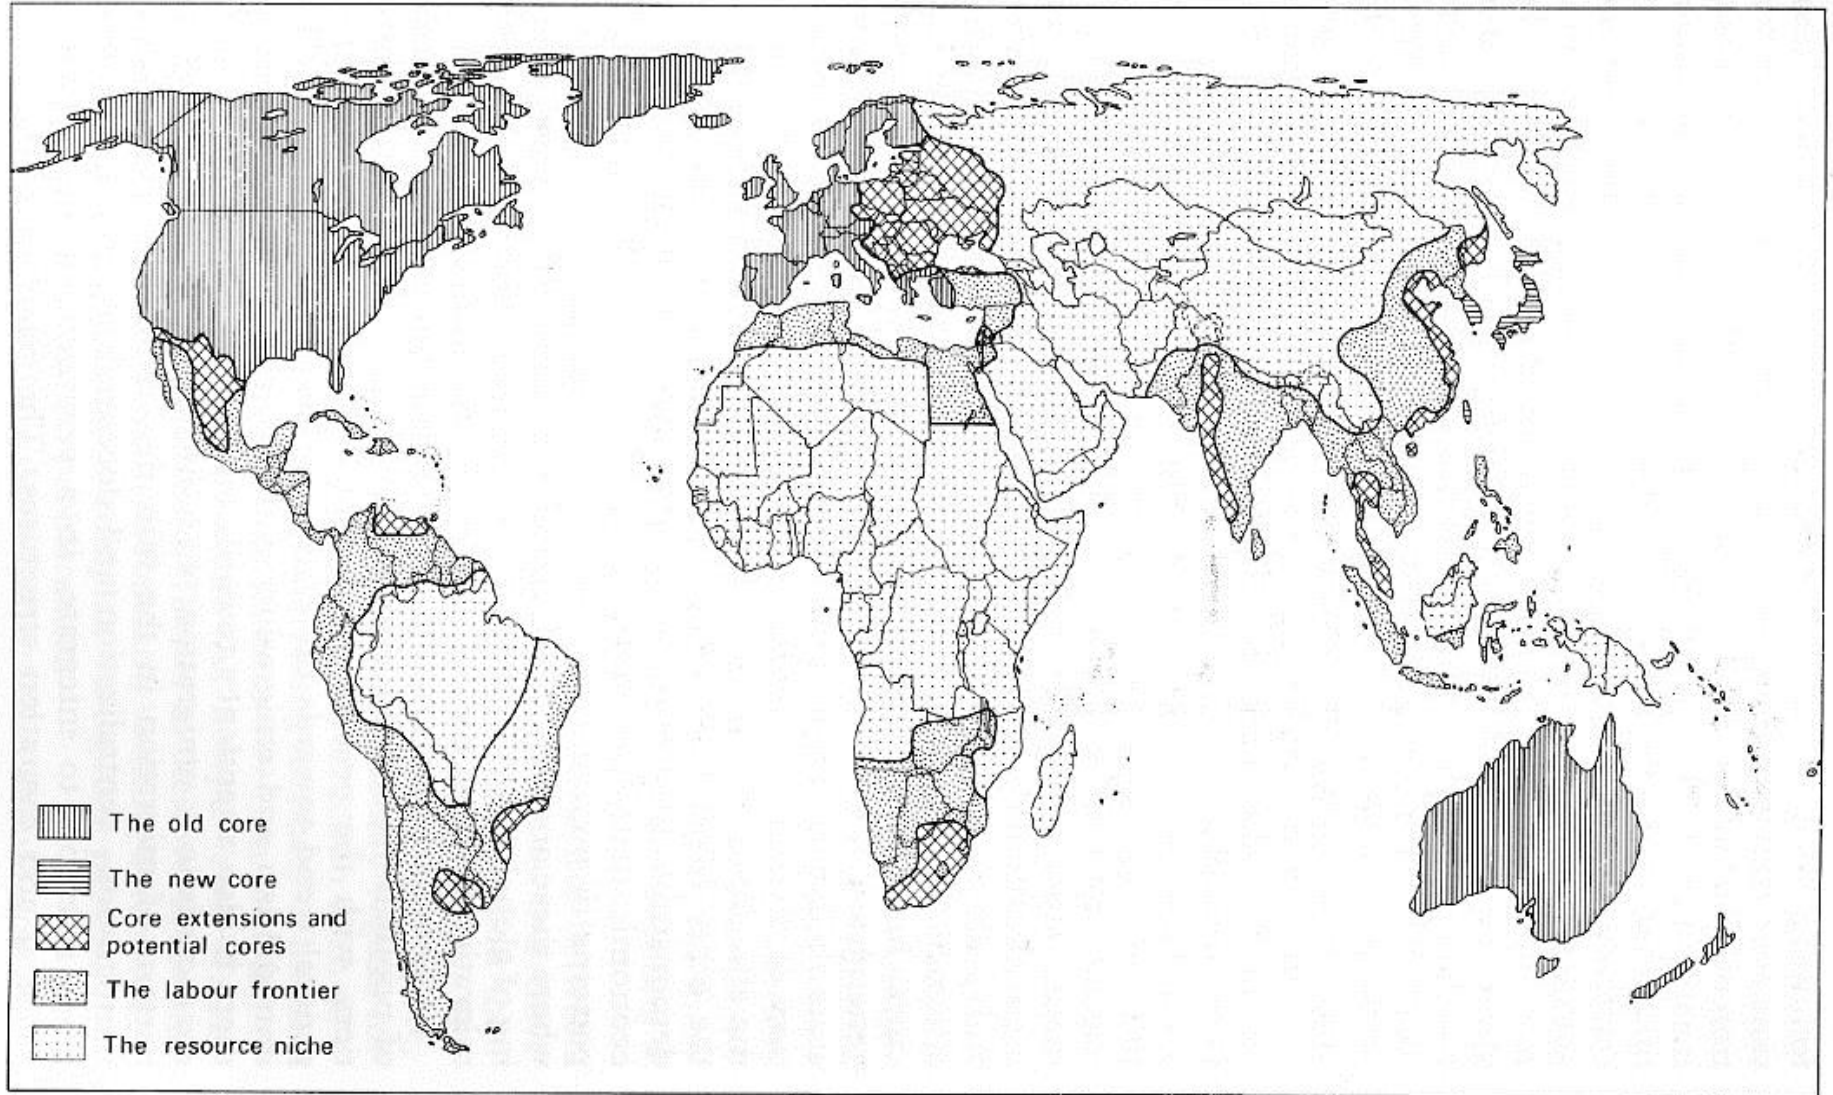 The old core
The new core
Core extensions and
potential cores
The labour frontier
The resource niche